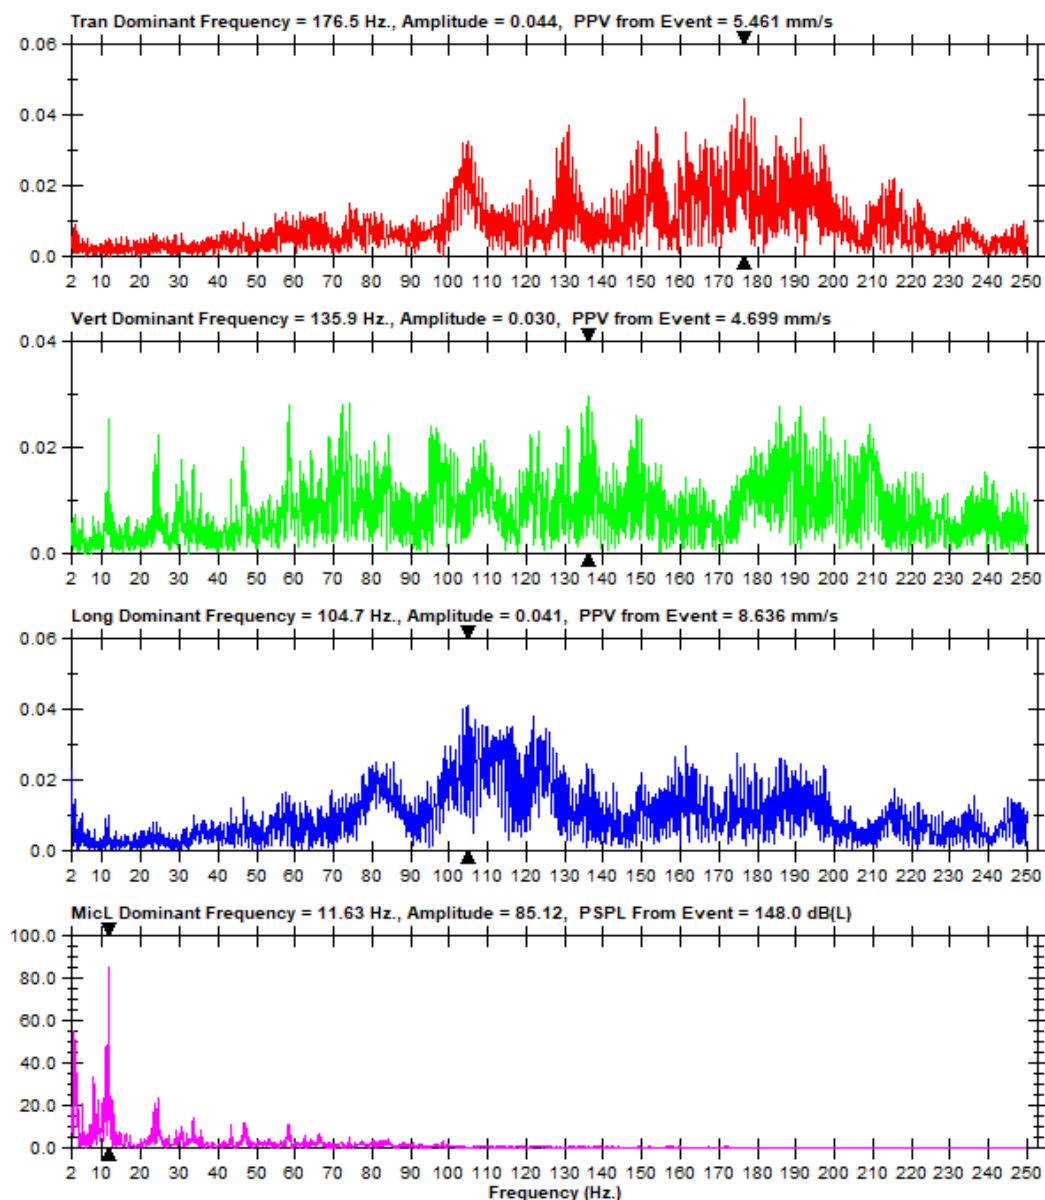 Tran Dominant Frequency = 176.5 Hz., Amplitude = 0.044, PPV from Event = 5.461 mm/s
0.06
0.04
0.02
0.0
2 10 20 30 40 50 60 70 80 90 100 110 120 130 140 150 160 170 180 190 200 210 220 230 240 250
Vert Dominant Frequency = 135.9 Hz., Amplitude = 0.030, PPV from Event = 4.699 mm/s
0.04
0.02
0.0
2 10 20 30 40 50 60 70 80 90 100 110 120 130 140 150 160 170 180 190 200 210 220 230 240 250
Long Dominant Frequency = 104.7 Hz., Amplitude = 0.041, PPV from Event = 8.636 mm/s
0.06
0.04
0.02
0.0
2 10 20 30 40 50 60 70 80 90 100 110 120 130 140 150 160 170 180 190 200 210 220 230 240 250
MicL Dominant Frequency = 11.63 Hz., Amplitude = 85.12, PSPL From Event = 148.0 dB(L)
100.0
80.0
60.0
40.0
20.0
0.0
2 10 20 30 40 50 60 70 80 90 100 110 120 130 140 150 160 170 180 190 200 210 220 230 240 250
Frequency (Hz.)